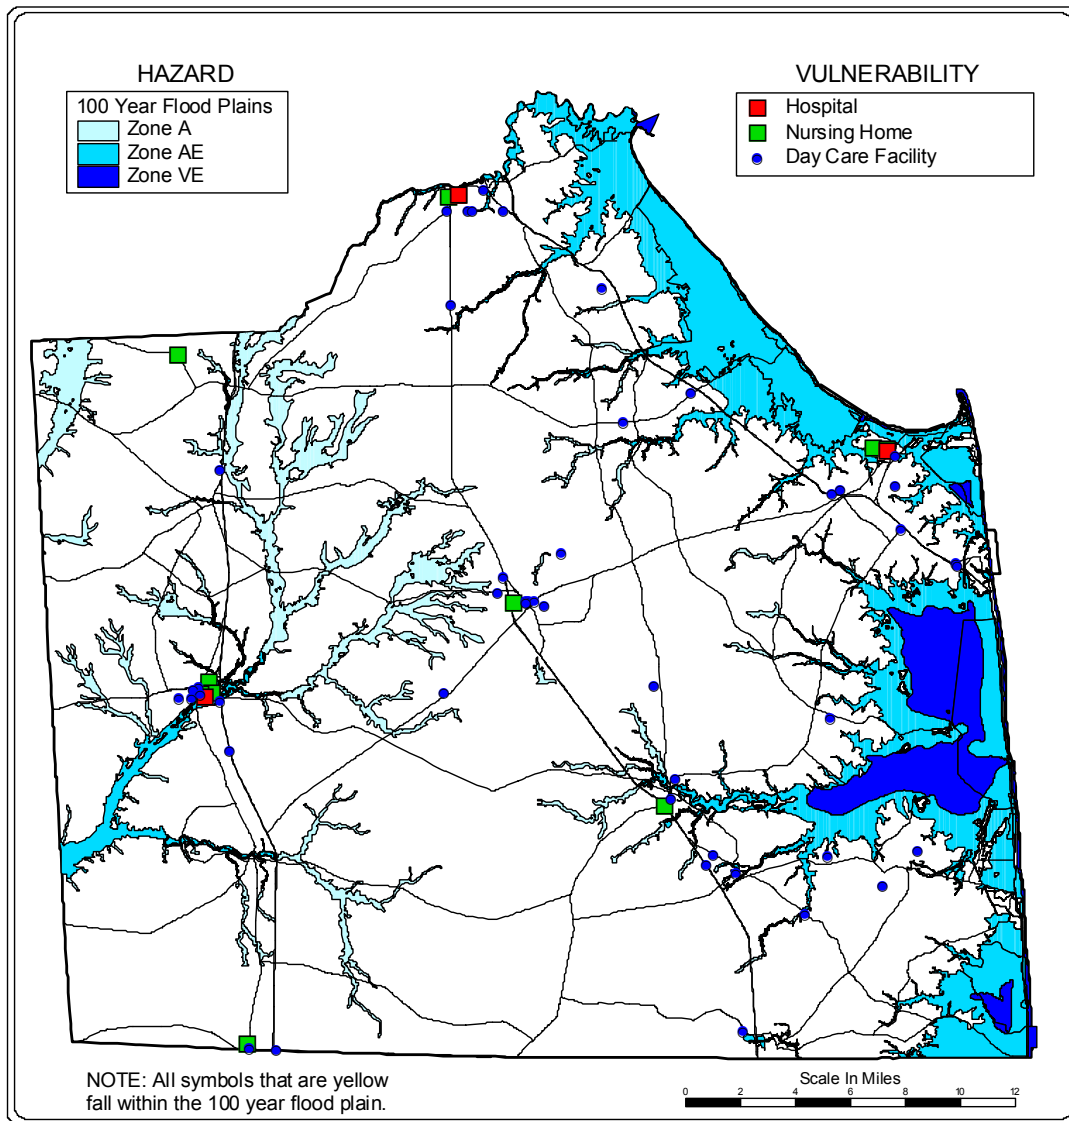 HAZARD
100 Year Flood Plains
Zone A
Zone AE
Zone VE
VULNERABILITY
Hospital
Nursing Home
Day Care Facility
NOTE: All symbols that are yellow
fall within the 100 year flood plain.
Scale In Miles
0 2 4 6 8 10 12